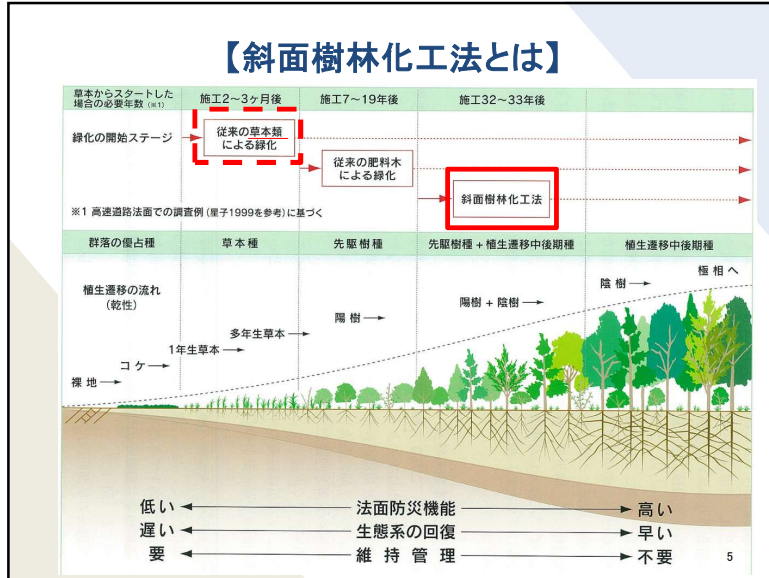 【斜面樹林化工法とは】
草本からスタートした
場合の必要年数（※1）
施工2～3ヶ月後
施工7～19年後
施工32～33年後
緑化の開始ステージ
従来の草本類
による緑化
従来の肥料木
による緑化
斜面樹林化工法
※1 高速道路法面での調査例（星子1999を参考）に基づく
群落の優占種
草本種
先駆樹種
先駆樹種＋植生遷移中後期種
植生遷移中後期種
植生遷移の流れ
（乾性）
裸地
コケ
1年生草本
多年生草本
陽樹
陽樹＋陰樹
陰樹
極相へ
低い 法面防災機能 高い
遅い 生態系の回復 早い
要 維持管理 不要
5